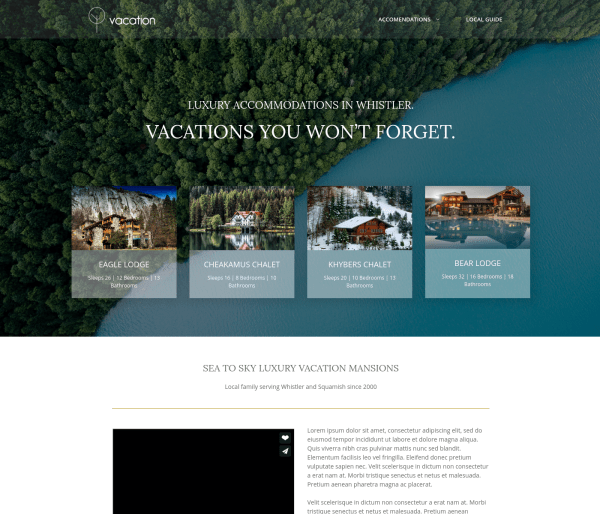 vacation
ACCOMENDATIONS
LOCAL GUIDE
LUXURY ACCOMMODATIONS IN WHISTLER.
VACATIONS YOU WON'T FORGET.
EAGLE LODGE
Sleeps 26 | 12 Bedrooms | 13
Bathrooms
CHEAKAMUS CHALET
Sleeps 16 | 8 Bedrooms | 10
Bathrooms
KHYBERS CHALET
Sleeps 20 | 10 Bedrooms | 13
Bathrooms
BEAR LODGE
Sleeps 32 | 16 Bedrooms | 18
Bathrooms
SEA TO SKY LUXURY VACATION MANSIONS
Local family serving Whistler and Squamish since 2000
Lorem ipsum dolor sit amet, consectetur adipiscing elit, sed do
eiusmod tempor incididunt ut labore et dolore magna aliqua.
Quis viverra nibh cras pulvinar mattis nunc sed blandit.
Elementum facilisis leo vel fringilla. Eleifend donec pretium
vulputate sapien nec. Velit scelerisque in dictum non consectetur
a erat nam at. Morbi tristique senectus et netus et malesuada.
Pretium aenean pharetra magna ac placerat.
Velit scelerisque in dictum non consectetur a erat nam at. Morbi
tristique senectus et netus et malesuada. Pretium aenean